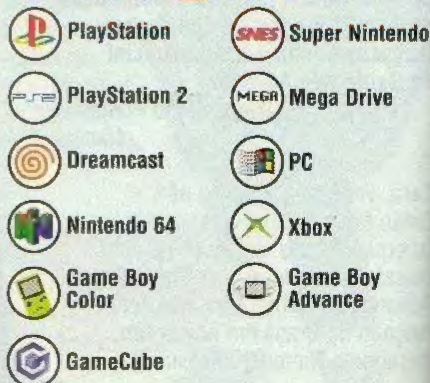 PlayStation
SNES Super Nintendo
PS2 PlayStation 2
MEGA Mega Drive
Dreamcast
PC
Nintendo 64
Xbox
Game Boy
Color
Game Boy
Advance
GameCube